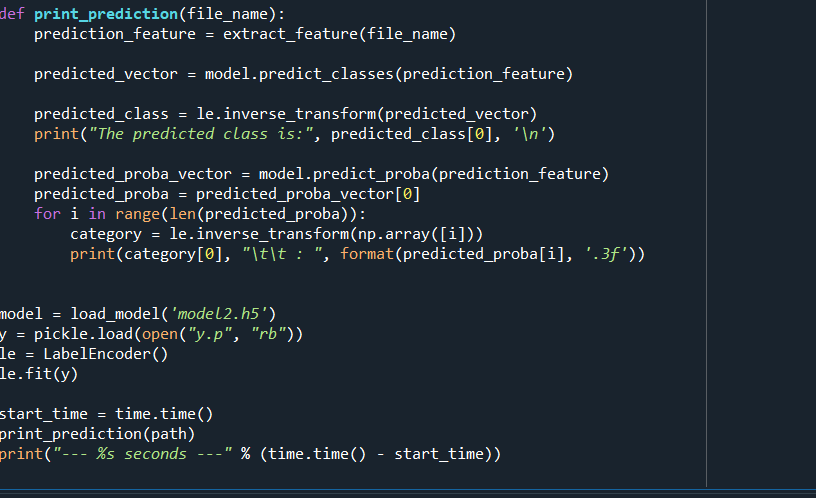 def print_prediction(file_name):
    prediction_feature = extract_feature(file_name)
    predicted_vector = model.predict_classes(prediction_feature)
    predicted_class = le.inverse_transform(predicted_vector)
    print("The predicted class is:", predicted_class[0], '\n')
    predicted_proba_vector = model.predict_proba(prediction_feature)
    predicted_proba = predicted_proba_vector[0]
    for i in range(len(predicted_proba)):
        category = le.inverse_transform(np.array([i]))
        print(category[0], "\t\t : ", format(predicted_proba[i], '.3f'))
model = load_model('model2.h5')
y = pickle.load(open("y.p", "rb"))
le = LabelEncoder()
le.fit(y)
start_time = time.time()
print_prediction(path)
print("--- %s seconds ---" % (time.time() - start_time))